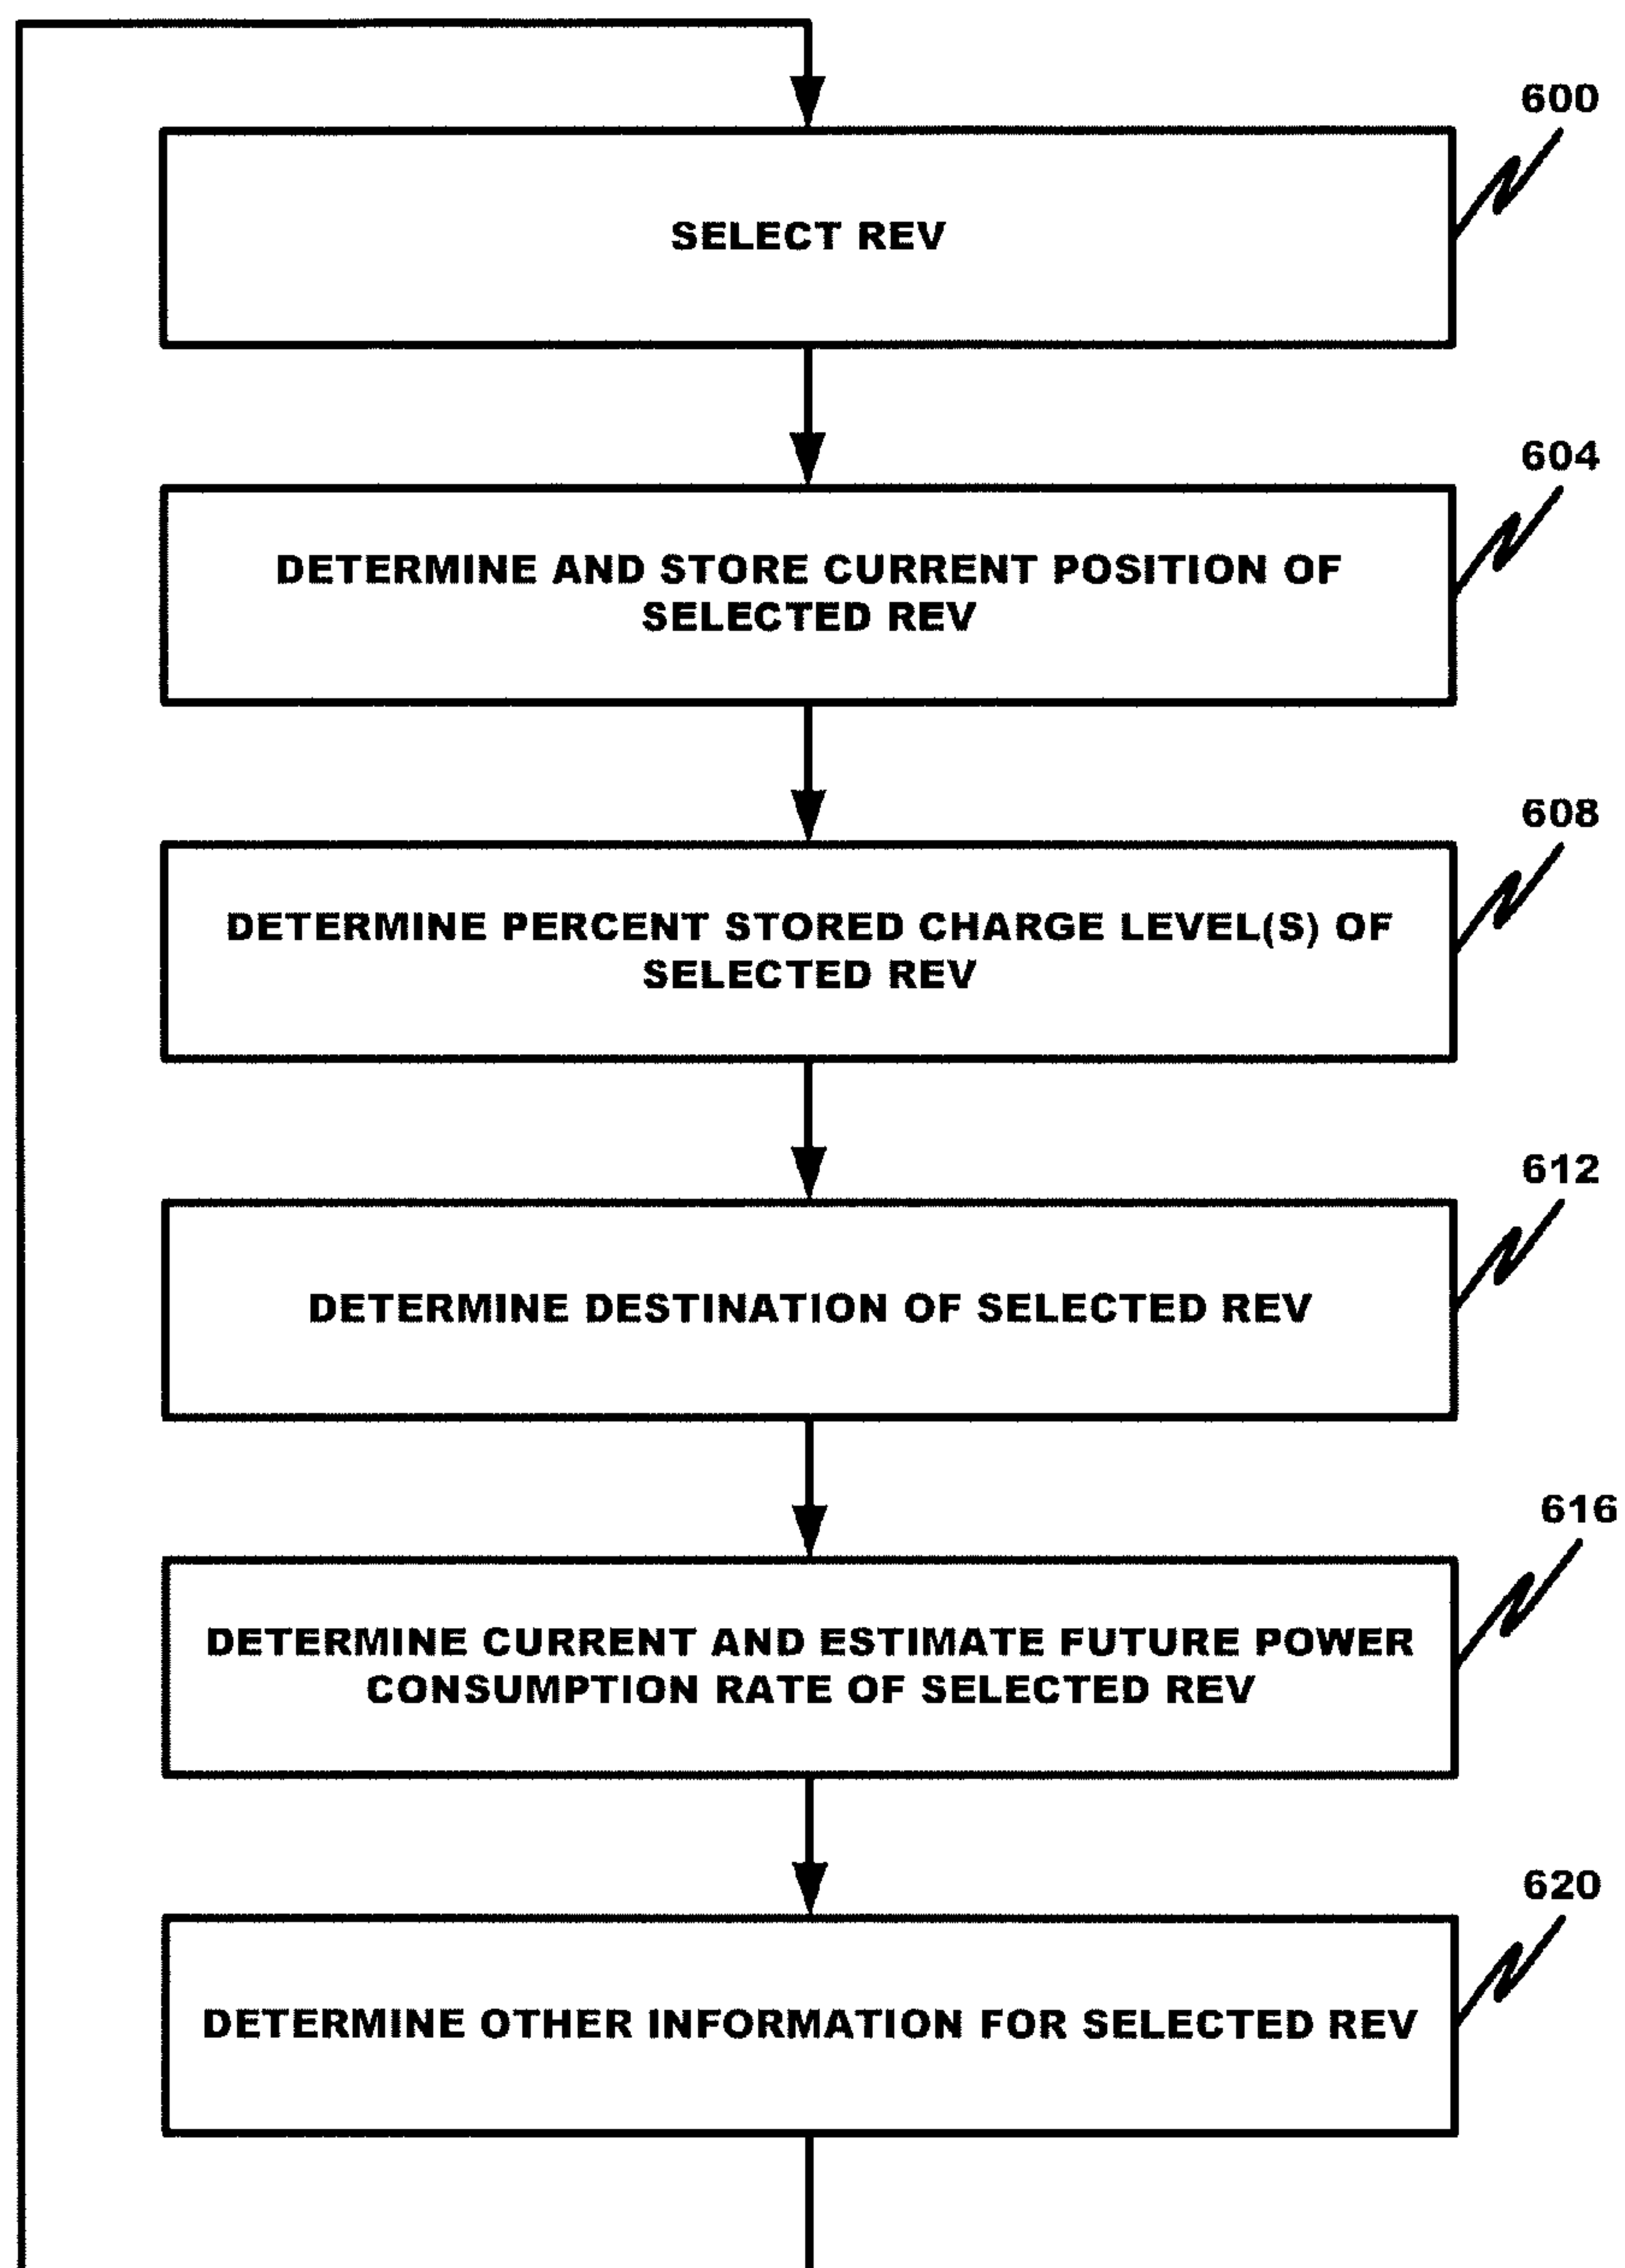 600
SELECT REV
604
DETERMINE AND STORE CURRENT POSITION OF
SELECTED REV
608
DETERMINE PERCENT STORED CHARGE LEVEL(S) OF
SELECTED REV
612
DETERMINE DESTINATION OF SELECTED REV
616
DETERMINE CURRENT AND ESTIMATE FUTURE POWER
CONSUMPTION RATE OF SELECTED REV
620
DETERMINE OTHER INFORMATION FOR SELECTED REV